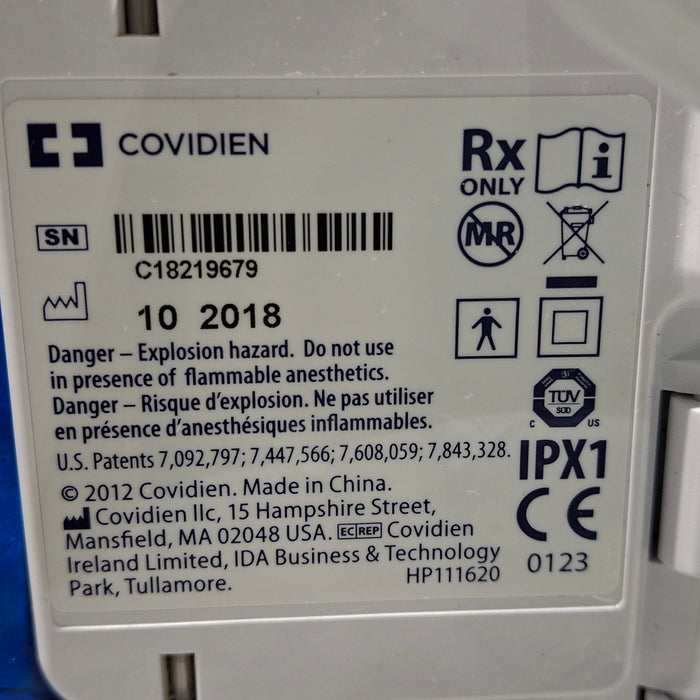 COVIDIEN
Rx
ONLY
i
SN
C18219679
MR
10 2018
Danger – Explosion hazard. Do not use
in presence of flammable anesthetics.
Danger – Risque d'explosion. Ne pas utiliser
en présence d'anesthésiques inflammables.
U.S. Patents 7,092,797; 7,447,566; 7,608,059; 7,843,328.
TÜV
SÜD
C US
IPX1
© 2012 Covidien. Made in China.
Covidien llc, 15 Hampshire Street,
Mansfield, MA 02048 USA. EC REP Covidien
Ireland Limited, IDA Business & Technology
Park, Tullamore.
HP111620
CE
0123